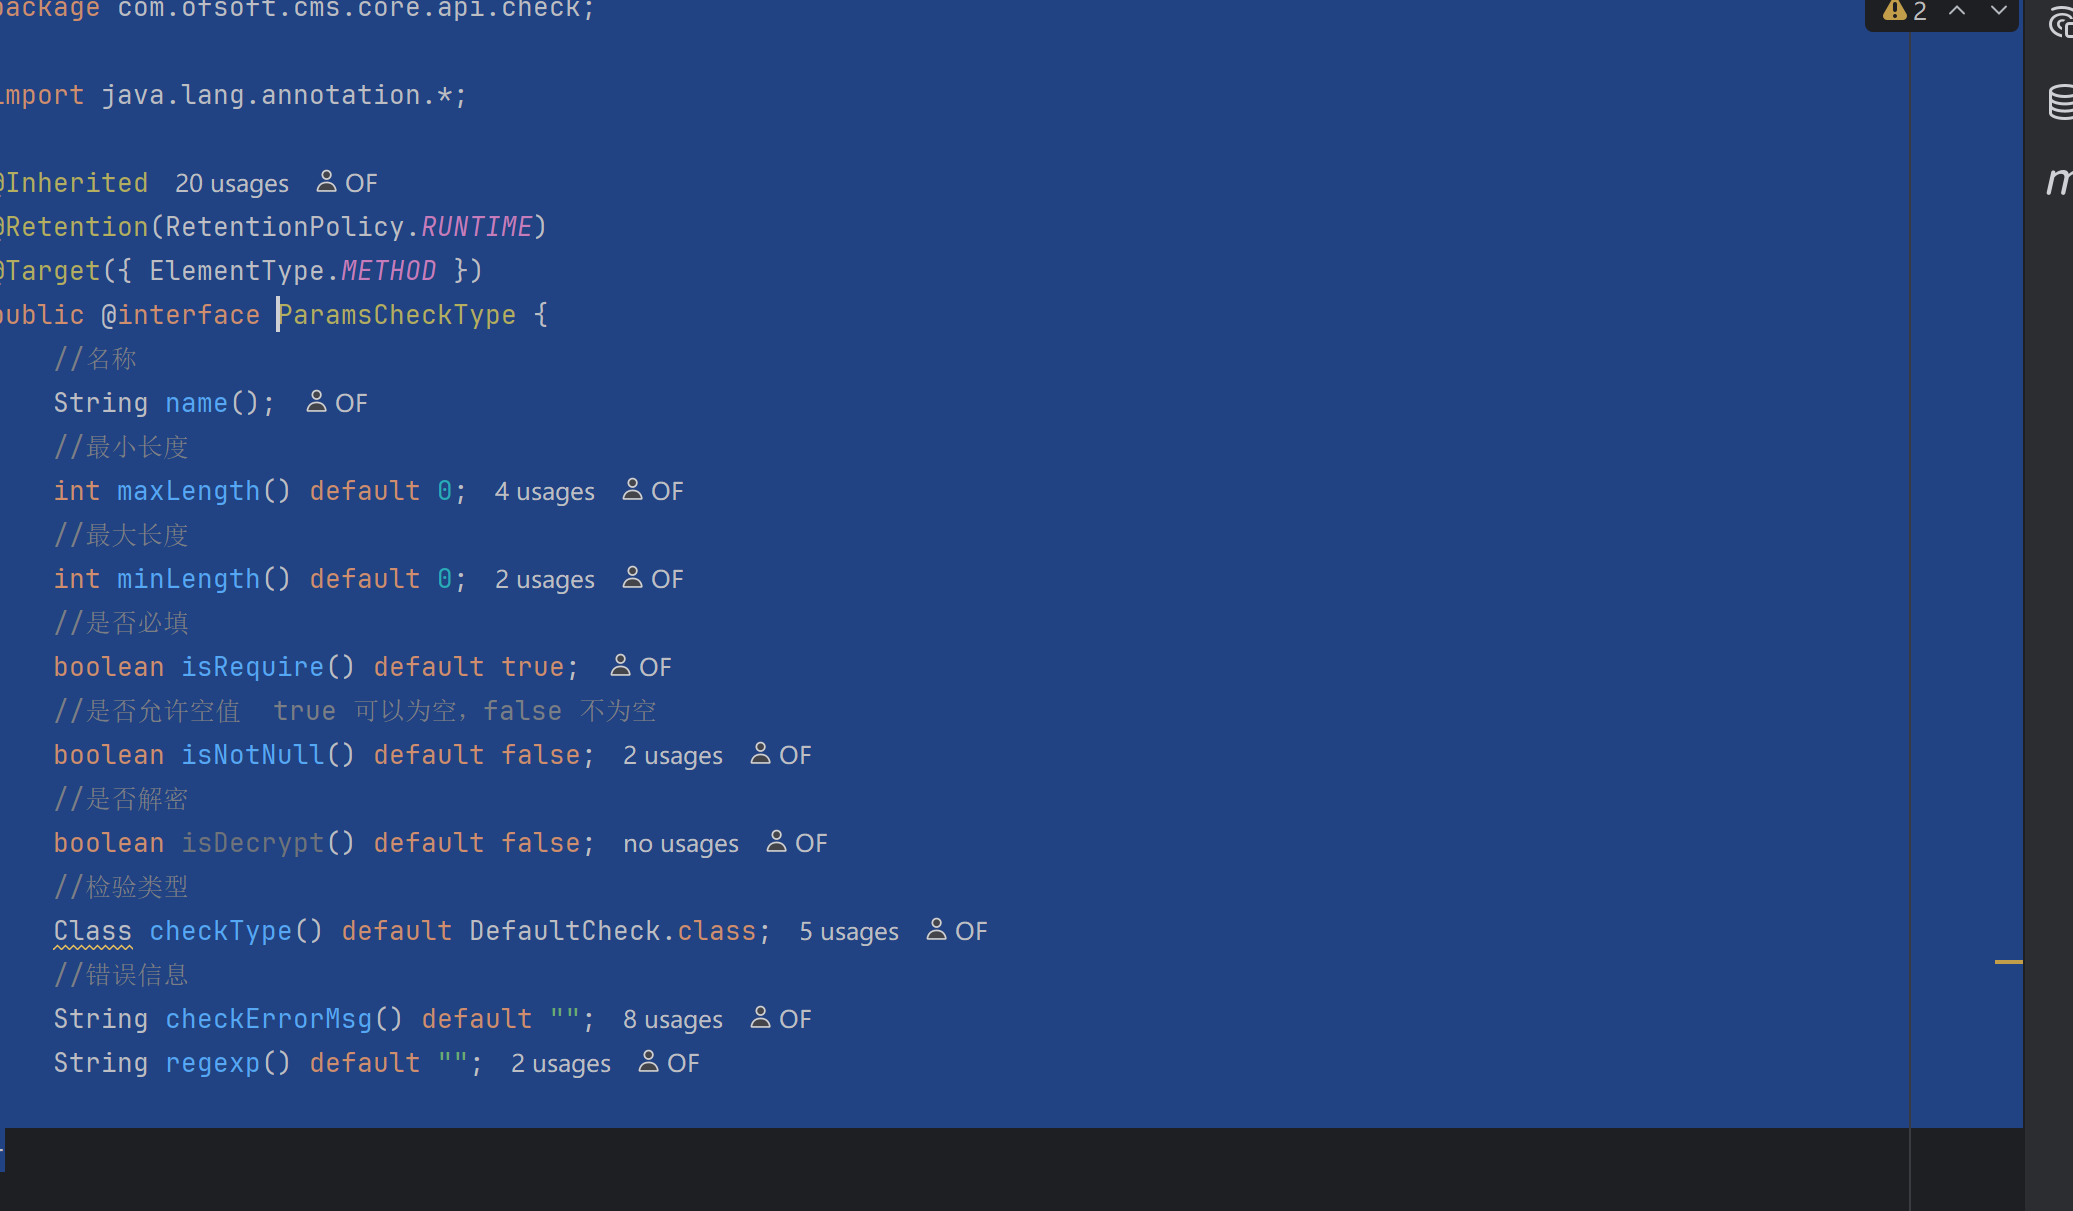 package com.ofsoft.cms.core.api.check;
2
import java.lang.annotation.*;
@Inherited 20 usages OF
@Retention(RetentionPolicy.RUNTIME)
@Target({ ElementType.METHOD })
public @interface ParamsCheckType {
//名称
String name(); OF
//最小长度
int maxLength() default 0; 4 usages OF
//最大长度
int minLength() default 0; 2 usages OF
//是否必填
boolean isRequire() default true; OF
//是否允许空值  true 可以为空，false 不为空
boolean isNotNull() default false; 2 usages OF
//是否解密
boolean isDecrypt() default false; no usages OF
//检验类型
Class checkType() default DefaultCheck.class; 5 usages OF
//错误信息
String checkErrorMsg() default ""; 8 usages OF
String regexp() default ""; 2 usages OF